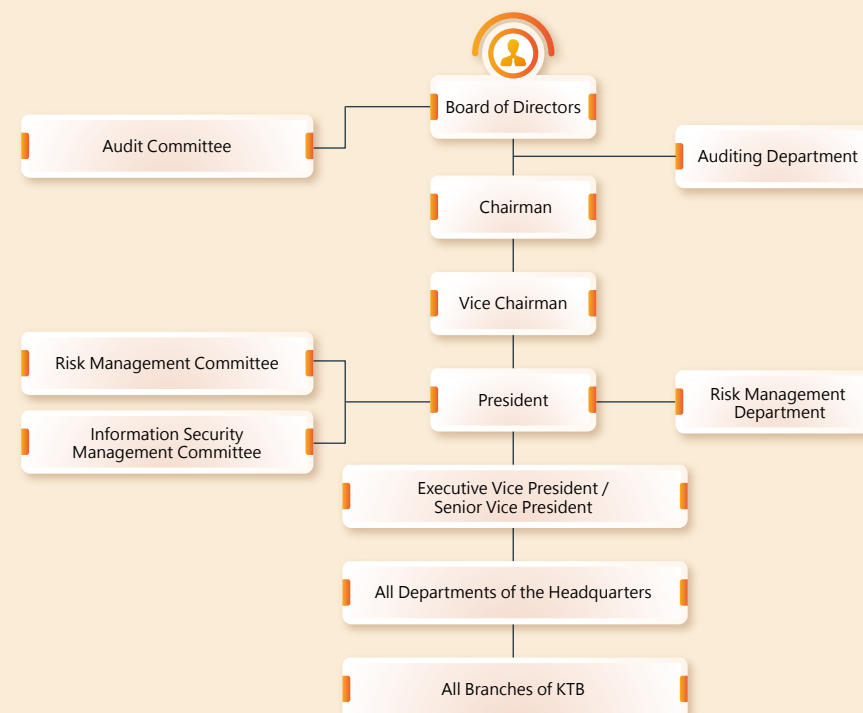 Board of Directors
Audit Committee
Auditing Department
Chairman
Vice Chairman
Risk Management Committee
President
Risk Management
Department
Information Security
Management Committee
Executive Vice President /
Senior Vice President
All Departments of the Headquarters
All Branches of KTB